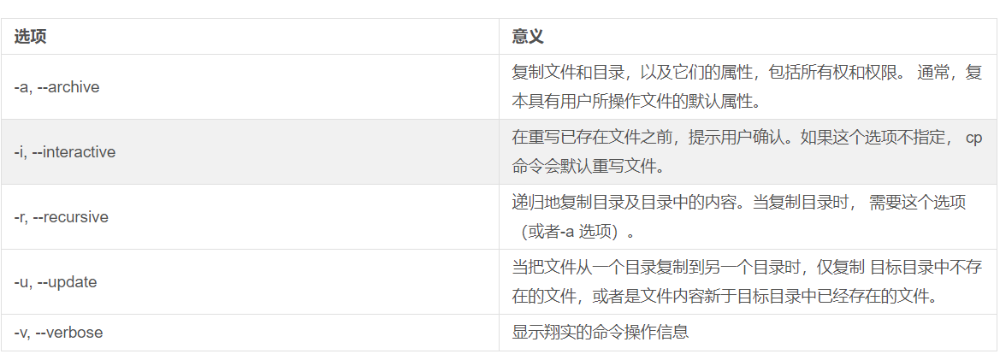 选项 意义
-a, --archive 复制文件和目录，以及它们的属性，包括所有权和权限。 通常，复
本具有用户所操作文件的默认属性。
-i, --interactive 在重写已存在文件之前，提示用户确认。如果这个选项不指定， cp
命令会默认重写文件。
-r, --recursive 递归地复制目录及目录中的内容。当复制目录时， 需要这个选项
（或者-a 选项）。
-u, --update 当把文件从一个目录复制到另一个目录时，仅复制 目标目录中不存
在的文件，或者是文件内容新于目标目录中已经存在的文件。
-v, --verbose 显示翔实的命令操作信息